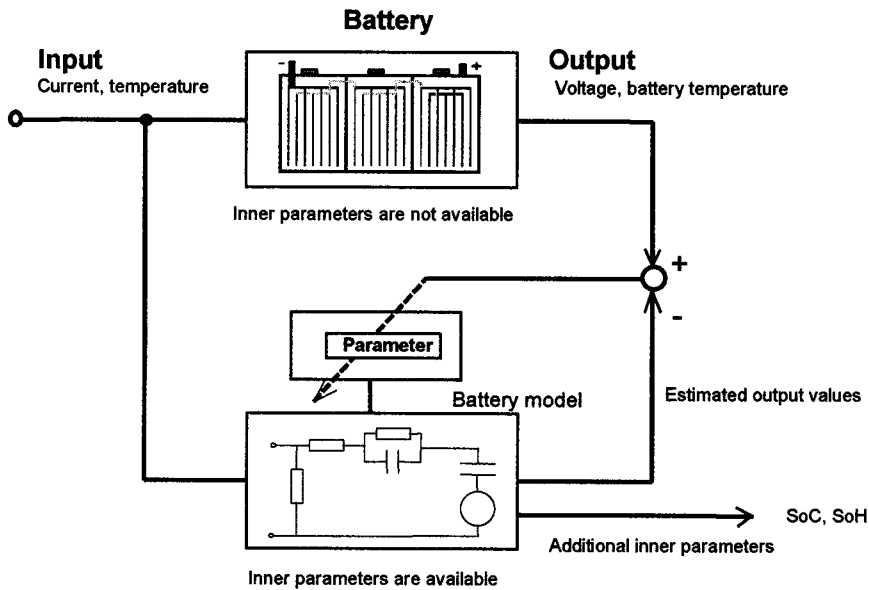 Battery
Input
Current, temperature
- +
Output
Voltage, battery temperature
Inner parameters are not available
+
-
Parameter
Battery model
Estimated output values
SoC, SoH
Additional inner parameters
Inner parameters are available